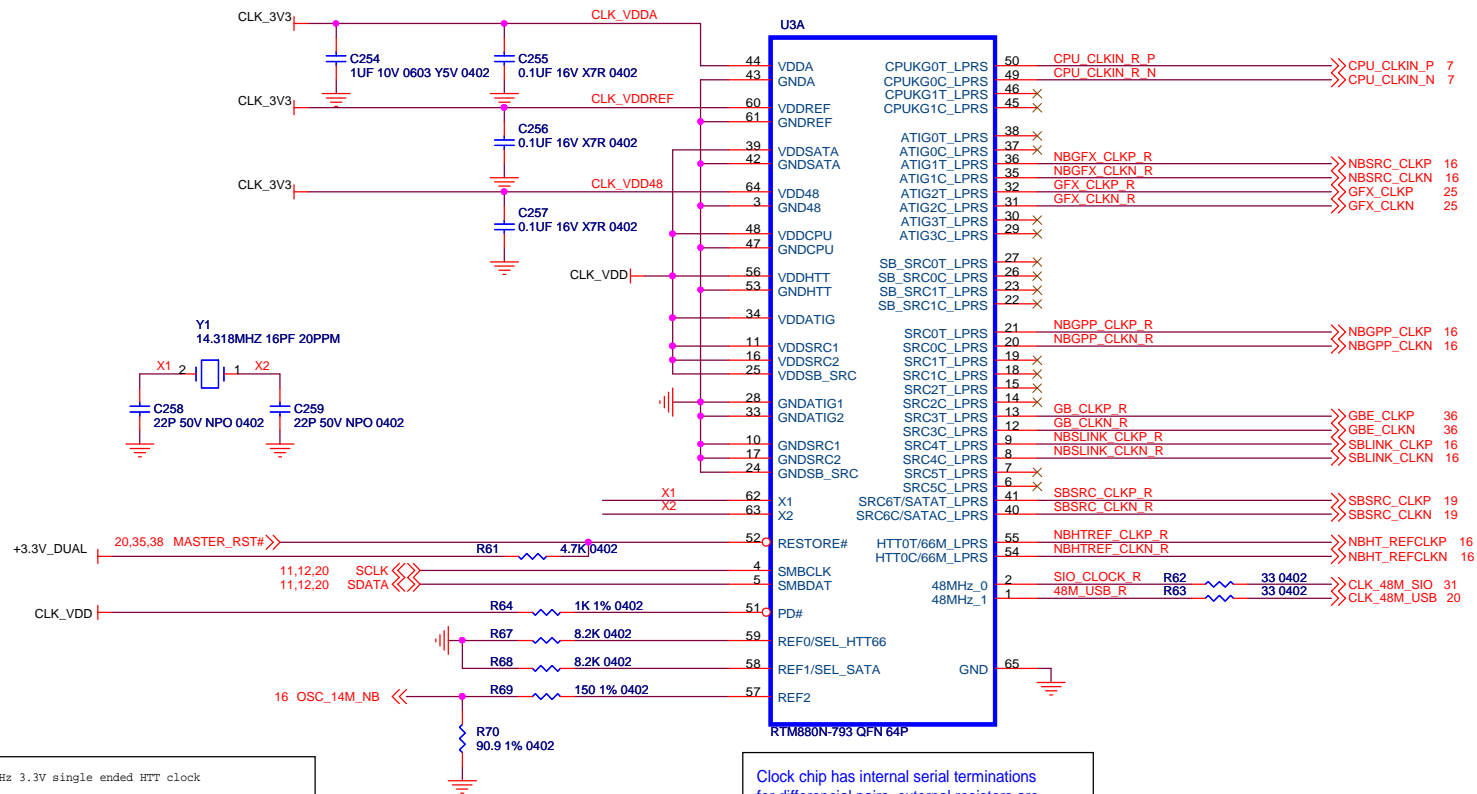 CLK_3V3
CLK_VDDA
C254
1UF 10V 0603 Y5V 0402
C255
0.1UF 16V X7R 0402
CLK_3V3
CLK_VDDREF
C256
0.1UF 16V X7R 0402
CLK_3V3
CLK_VDD48
C257
0.1UF 16V X7R 0402
CLK_VDD
Y1
14.318MHZ 16PF 20PPM
X1 2 1 X2
C258
22P 50V NPO 0402
C259
22P 50V NPO 0402
X1
X2
+3.3V_DUAL
20,35,38 MASTER_RST#
R61 4.7K 0402
11,12,20 SCLK
11,12,20 SDATA
CLK_VDD
R64 1K 1% 0402
R67 8.2K 0402
R68 8.2K 0402
16 OSC_14M_NB
R69 150 1% 0402
R70
90.9 1% 0402
U3A
44 VDDA
43 GNDA
60 VDDREF
61 GNDREF
39 VDDSATA
42 GNDSATA
64 VDD48
3 GND48
48 VDDCPU
47 GNDCPU
56 VDDHTT
53 GNDHTT
34 VDDATIG
11 VDDSRC1
16 VDDSRC2
25 VDDSB_SRC
28 GNDATIG1
33 GNDATIG2
10 GNDSRC1
17 GNDSRC2
24 GNDSB_SRC
62 X1
63 X2
52 RESTORE#
4 SMBCLK
5 SMBDAT
51 PD#
59 REF0/SEL_HTT66
58 REF1/SEL_SATA
57 REF2
CPUKG0T_LPRS 50 CPU_CLKIN_R_P CPU_CLKIN_P 7
CPUKG0C_LPRS 49 CPU_CLKIN_R_N CPU_CLKIN_N 7
CPUKG1T_LPRS 46
CPUKG1C_LPRS 45
ATIG0T_LPRS 38
ATIG0C_LPRS 37
ATIG1T_LPRS 36 NBGFX_CLKP_R NBSRC_CLKP 16
ATIG1C_LPRS 35 NBGFX_CLKN_R NBSRC_CLKN 16
ATIG2T_LPRS 32 GFX_CLKP_R GFX_CLKP 25
ATIG2C_LPRS 31 GFX_CLKN_R GFX_CLKN 25
ATIG3T_LPRS 30
ATIG3C_LPRS 29
SB_SRC0T_LPRS 27
SB_SRC0C_LPRS 26
SB_SRC1T_LPRS 23
SB_SRC1C_LPRS 22
SRC0T_LPRS 21 NBGPP_CLKP_R NBGPP_CLKP 16
SRC0C_LPRS 20 NBGPP_CLKN_R NBGPP_CLKN 16
SRC1T_LPRS 19
SRC1C_LPRS 18
SRC2T_LPRS 15
SRC2C_LPRS 14
SRC3T_LPRS 13 GB_CLKP_R GBE_CLKP 36
SRC3C_LPRS 12 GB_CLKN_R GBE_CLKN 36
SRC4T_LPRS 9 NBSLINK_CLKP_R SBLINK_CLKP 16
SRC4C_LPRS 8 NBSLINK_CLKN_R SBLINK_CLKN 16
SRC5T_LPRS 7
SRC5C_LPRS 6
SRC6T/SATAT_LPRS 41 SBSRC_CLKP_R SBSRC_CLKP 19
SRC6C/SATAC_LPRS 40 SBSRC_CLKN_R SBSRC_CLKN 19
HTT0T/66M_LPRS 55 NBHTREF_CLKP_R NBHT_REFCLKP 16
HTT0C/66M_LPRS 54 NBHTREF_CLKN_R NBHT_REFCLKN 16
48MHz_0 2 SIO_CLOCK_R R62 33 0402 CLK_48M_SIO 31
48MHz_1 1 48M_USB_R R63 33 0402 CLK_48M_USB 20
GND 65
RTM880N-793 QFN 64P
Hz 3.3V single ended HTT clock
Clock chip has internal serial terminations
for differencial pairs, external resistors are